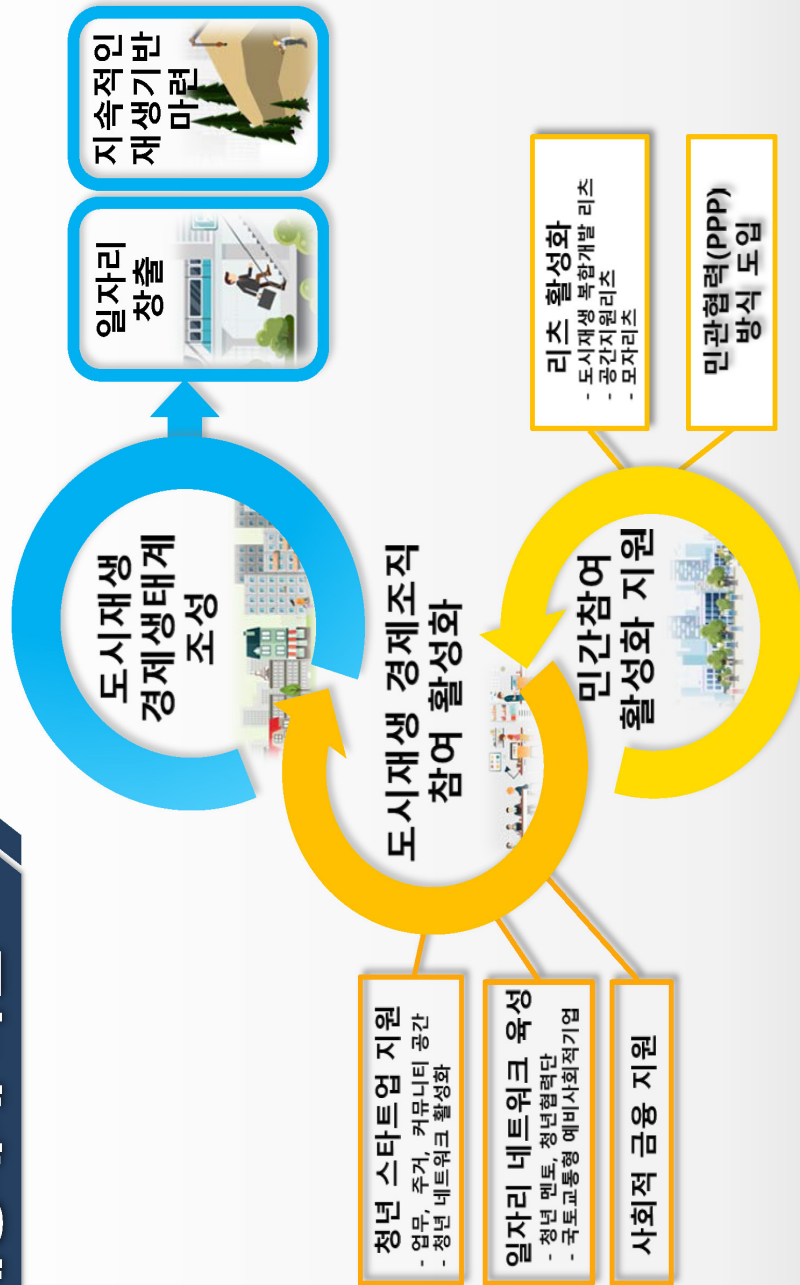 도시재생
경제생태계
조성
일자리
창출
지속적인
재생기반
마련
도시재생 경제조직
참여 활성화
청년 스타트업 지원
- 업무, 주거, 커뮤니티 공간
- 청년 네트워크 활성화
일자리 네트워크 육성
- 청년 멘토, 청년협력단
- 국토교통형 예비사회적기업
사회적 금융 지원
민간참여
활성화 지원
리츠 활성화
- 도시재생 복합개발 리츠
- 공간지원리츠
- 모자리츠
민관협력(PPP)
방식 도입